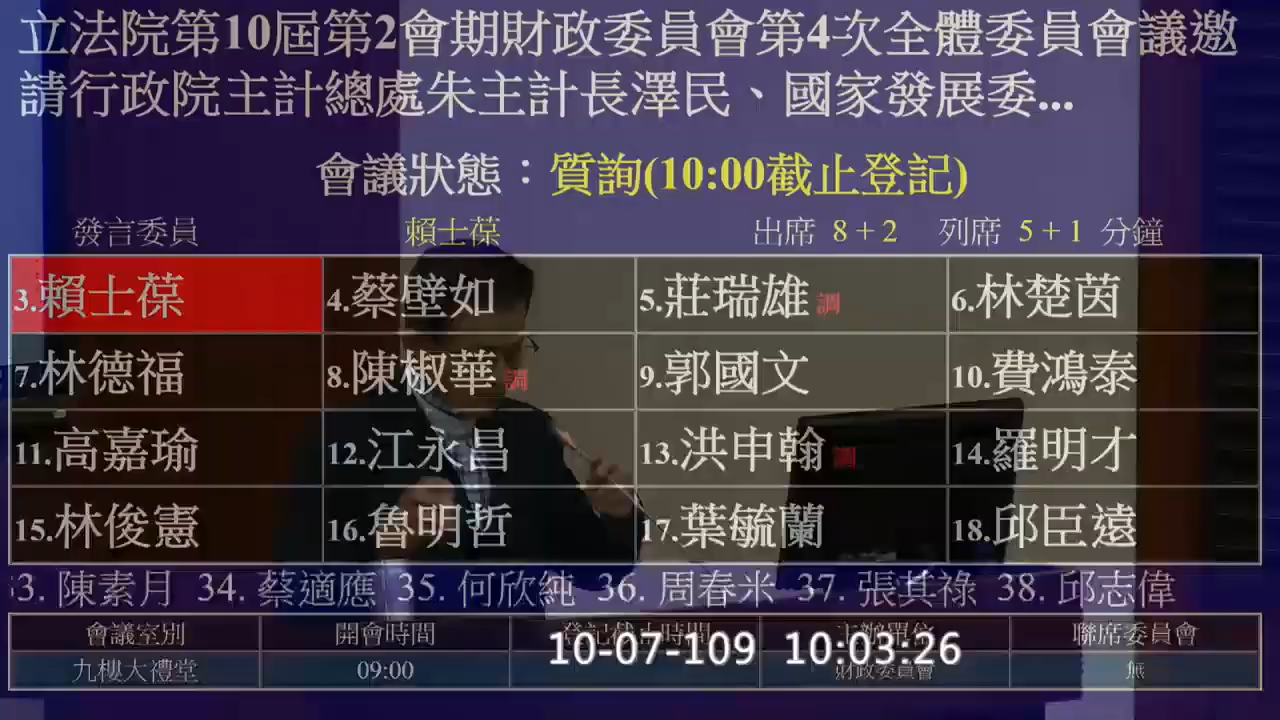 立法院第10屆第2會期財政委員會第4次全體委員會議邀
請行政院主計總處朱主計長澤民、國家發展委...
會議狀態：質詢(10:00截止登記)
發言委員 賴士葆 出席 8 + 2 列席 5 + 1 分鐘
3.賴士葆 4.蔡壁如 5.莊瑞雄調 6.林楚茵
7.林德福 8.陳椒華調 9.郭國文 10.費鴻泰
11.高嘉瑜 12.江永昌 13.洪申翰調 14.羅明才
15.林俊憲 16.魯明哲 17.葉毓蘭 18.邱臣遠
33. 陳素月 34. 蔡適應 35. 何欣純 36. 周春米 37. 張其祿 38. 邱志偉
會議室別 開會時間 登記截止時間 主辦單位 聯席委員會
10-07-109 10:03:26
九樓大禮堂 09:00 財政委員會 無